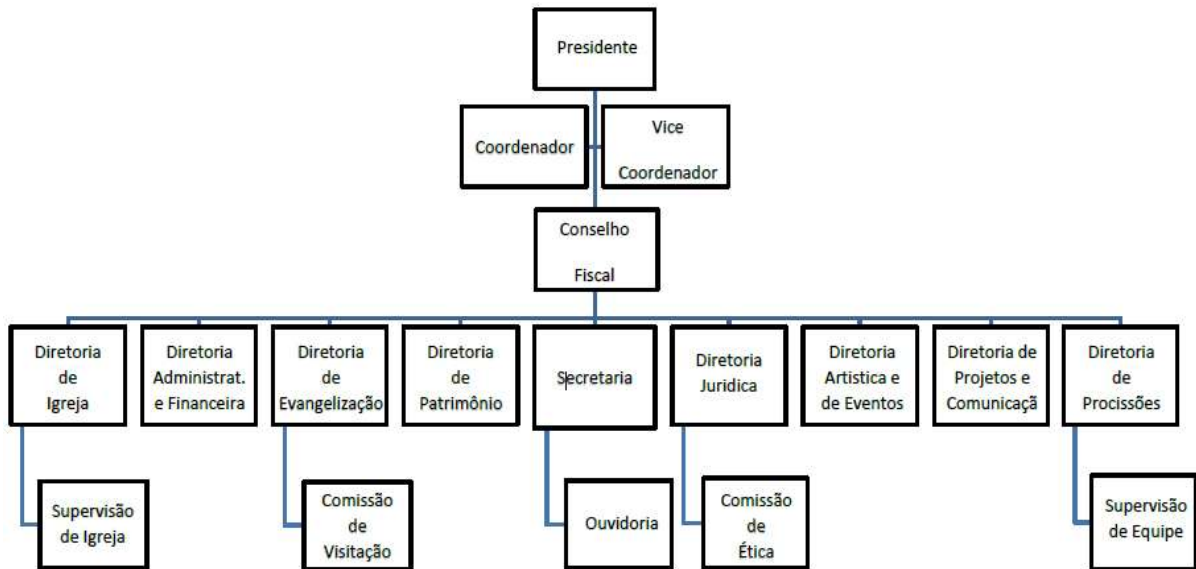 Presidente
Coordenador
Vice
Coordenador
Conselho
Fiscal
Diretoria
de
Igreja
Diretoria
Administrat.
e Financeira
Diretoria
de
Evangelização
Diretoria
de
Patrimônio
Secretaria
Diretoria
Juridica
Diretoria
Artistica e
de Eventos
Diretoria de
Projetos e
Comunicaçã
Diretoria
de
Procissões
Supervisão
de Igreja
Comissão
de
Visitação
Ouvidoria
Comissão
de
Ética
Supervisão
de Equipe